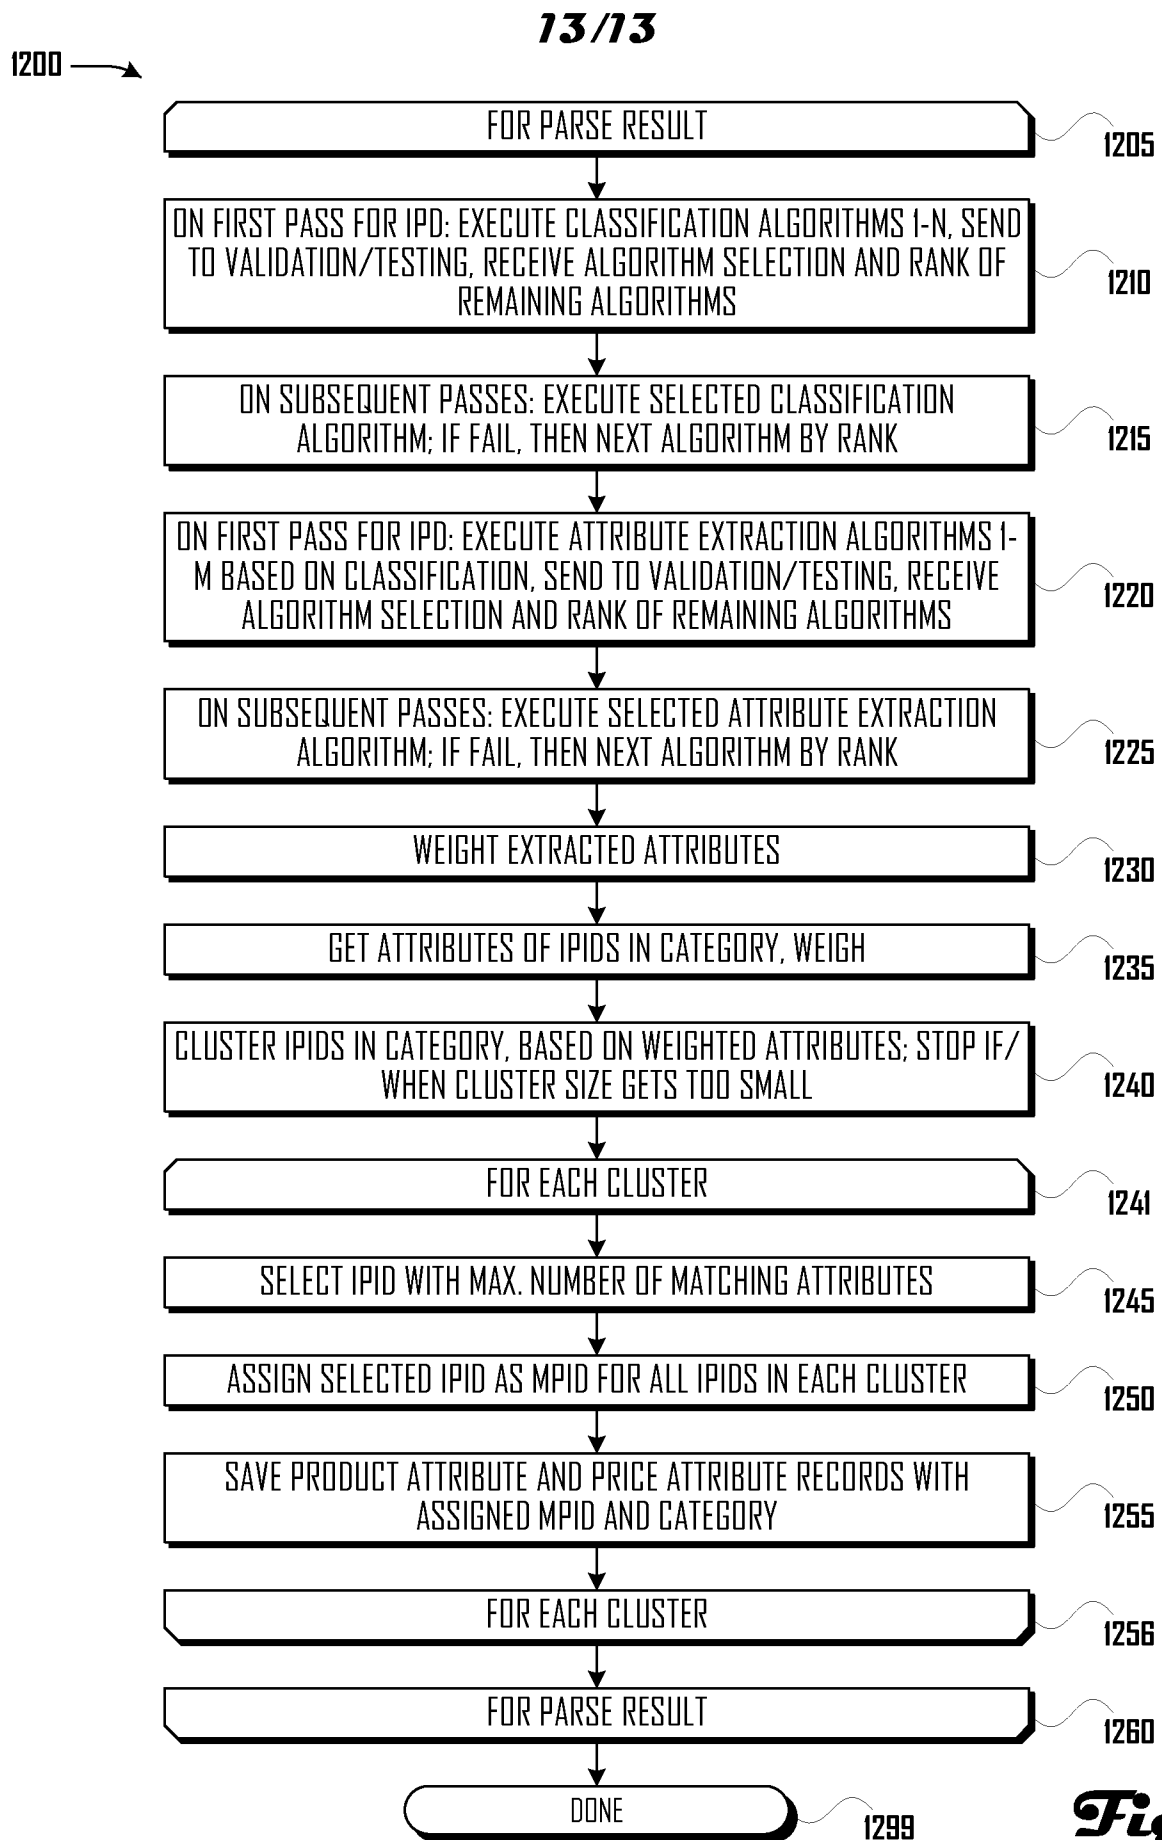 13/13
1200
FOR PARSE RESULT
1205
ON FIRST PASS FOR IPD: EXECUTE CLASSIFICATION ALGORITHMS 1-N, SEND
TO VALIDATION/TESTING, RECEIVE ALGORITHM SELECTION AND RANK OF
REMAINING ALGORITHMS
1210
ON SUBSEQUENT PASSES: EXECUTE SELECTED CLASSIFICATION
ALGORITHM; IF FAIL, THEN NEXT ALGORITHM BY RANK
1215
ON FIRST PASS FOR IPD: EXECUTE ATTRIBUTE EXTRACTION ALGORITHMS 1-
M BASED ON CLASSIFICATION, SEND TO VALIDATION/TESTING, RECEIVE
ALGORITHM SELECTION AND RANK OF REMAINING ALGORITHMS
1220
ON SUBSEQUENT PASSES: EXECUTE SELECTED ATTRIBUTE EXTRACTION
ALGORITHM; IF FAIL, THEN NEXT ALGORITHM BY RANK
1225
WEIGHT EXTRACTED ATTRIBUTES
1230
GET ATTRIBUTES OF IPIDS IN CATEGORY, WEIGH
1235
CLUSTER IPIDS IN CATEGORY, BASED ON WEIGHTED ATTRIBUTES; STOP IF/
WHEN CLUSTER SIZE GETS TOO SMALL
1240
FOR EACH CLUSTER
1241
SELECT IPID WITH MAX. NUMBER OF MATCHING ATTRIBUTES
1245
ASSIGN SELECTED IPID AS MPID FOR ALL IPIDS IN EACH CLUSTER
1250
SAVE PRODUCT ATTRIBUTE AND PRICE ATTRIBUTE RECORDS WITH
ASSIGNED MPID AND CATEGORY
1255
FOR EACH CLUSTER
1256
FOR PARSE RESULT
1260
DONE
1299